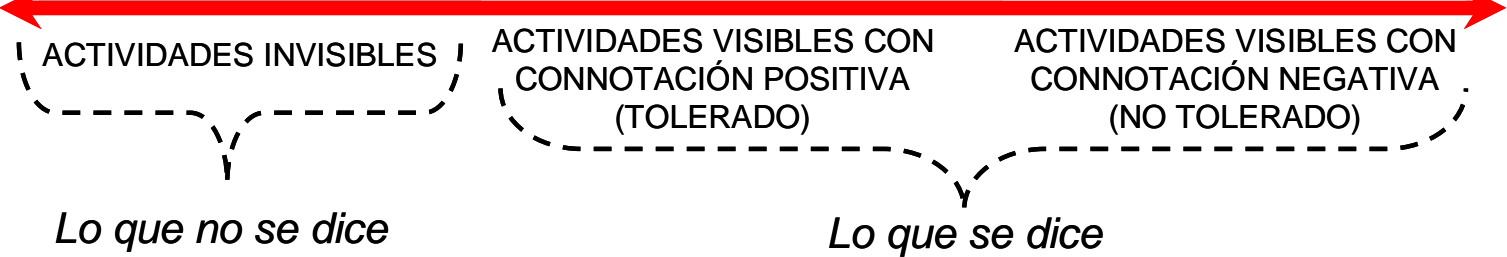 ACTIVIDADES INVISIBLES
ACTIVIDADES VISIBLES CON
CONNOTACIÓN POSITIVA
(TOLERADO)
ACTIVIDADES VISIBLES CON
CONNOTACIÓN NEGATIVA
(NO TOLERADO)
Lo que no se dice
Lo que se dice